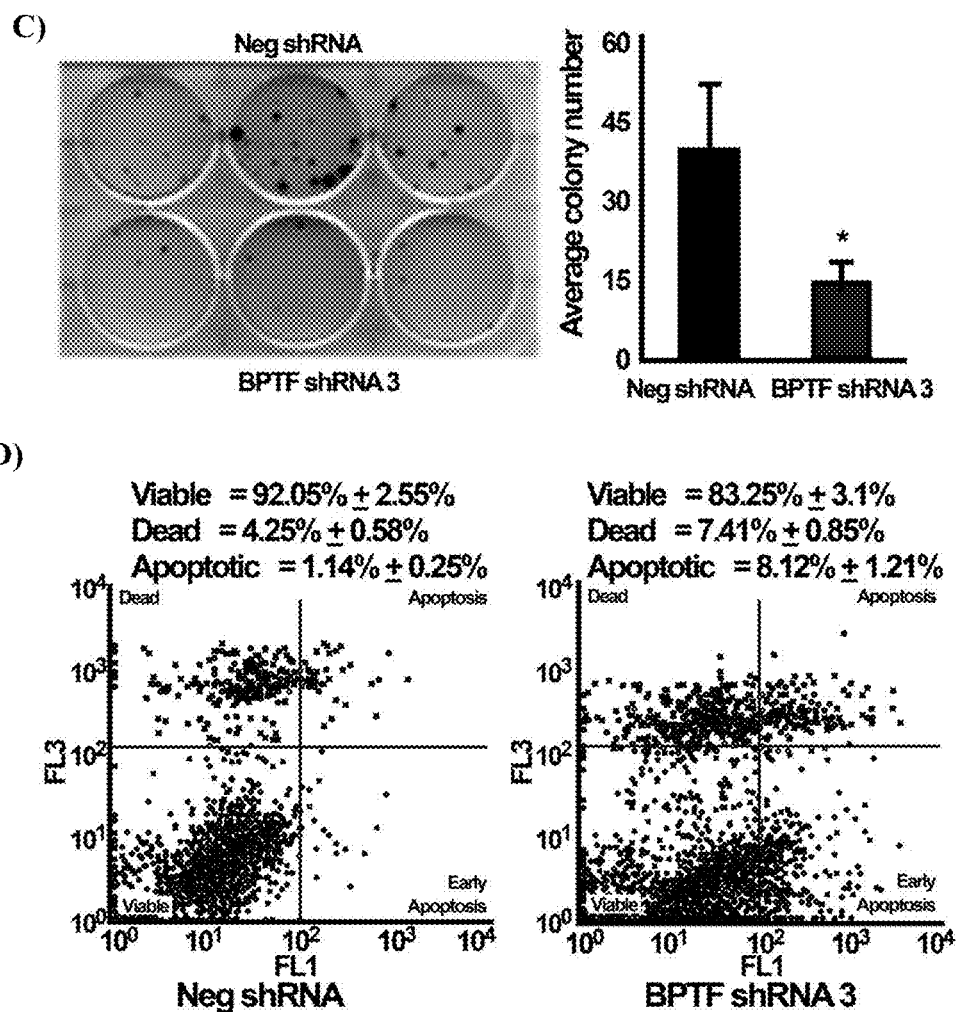 C)
Neg shRNA
BPTF shRNA 3
Average colony number
60
45
30
15
0
*
Neg shRNA BPTF shRNA 3
D)
Viable = 92.05% ± 2.55%
Dead = 4.25% ± 0.58%
Apoptotic = 1.14% ± 0.25%
Dead Apoptosis
Viable Early Apoptosis
FL3
10⁴
10³
10²
10¹
10⁰
10⁰ 10¹ 10² 10³ 10⁴
FL1
Neg shRNA
Viable = 83.25% ± 3.1%
Dead = 7.41% ± 0.85%
Apoptotic = 8.12% ± 1.21%
Dead Apoptosis
Viable Early Apoptosis
FL3
10⁴
10³
10²
10¹
10⁰
10⁰ 10¹ 10² 10³ 10⁴
FL1
BPTF shRNA 3